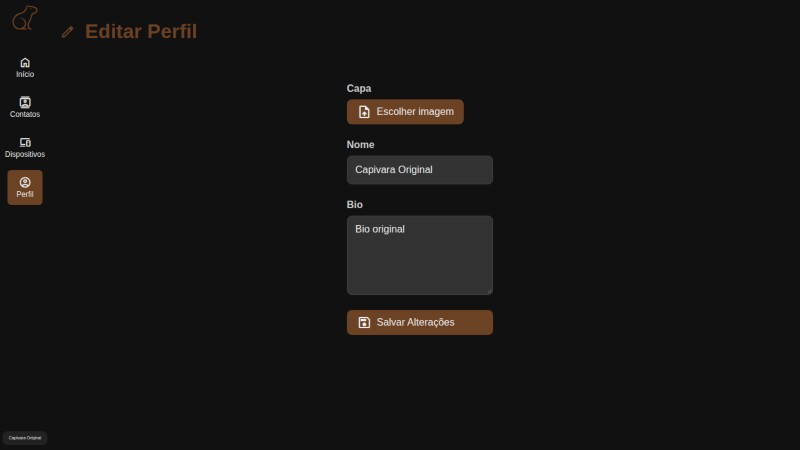 Editar Perfil
Início
Contatos
Dispositivos
Perfil
Capa
Escolher imagem
Nome
Capivara Original
Bio
Bio original
Salvar Alterações
Capivara Original